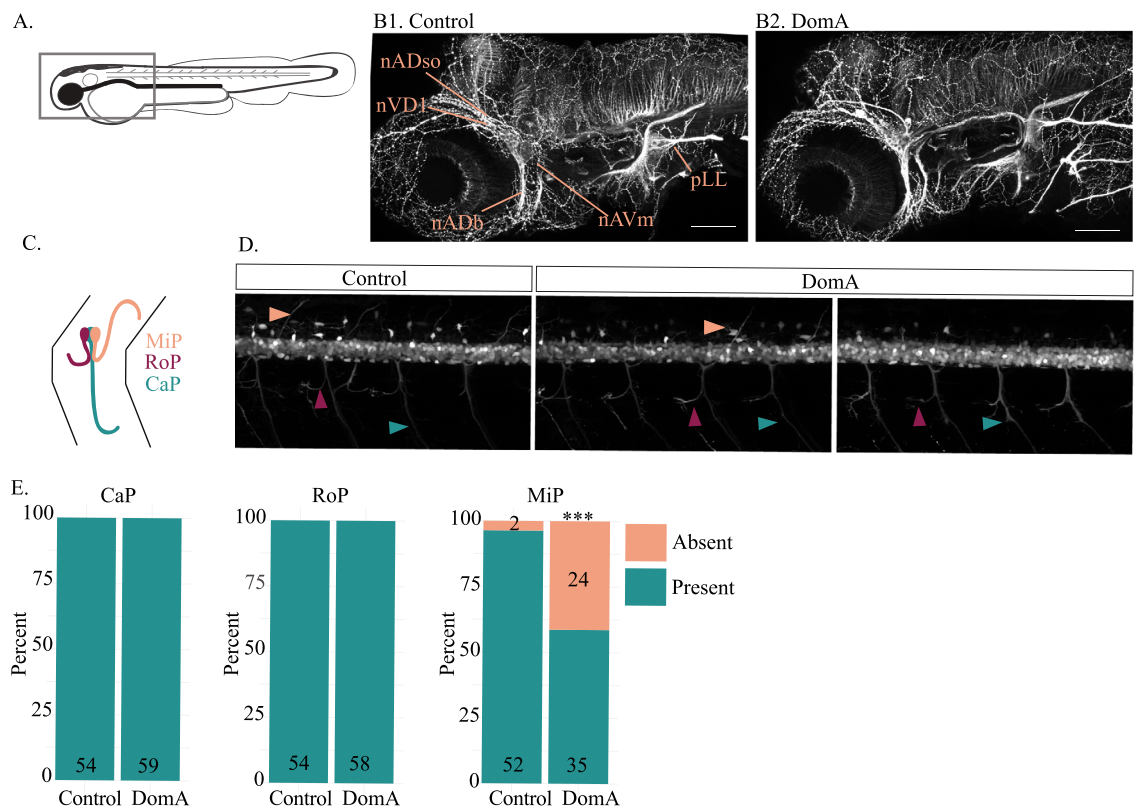 A.
B1. Control
B2. DomA
nADso
nVD1
nADb
nAVm
pLL
C.
MiP
RoP
CaP
D.
Control
DomA
E.
CaP
Percent
100
75
50
25
0
54
59
Control DomA
RoP
Percent
100
75
50
25
0
54
58
Control DomA
MiP
Percent
100
75
50
25
0
2
***
24
52
35
Control DomA
Absent
Present